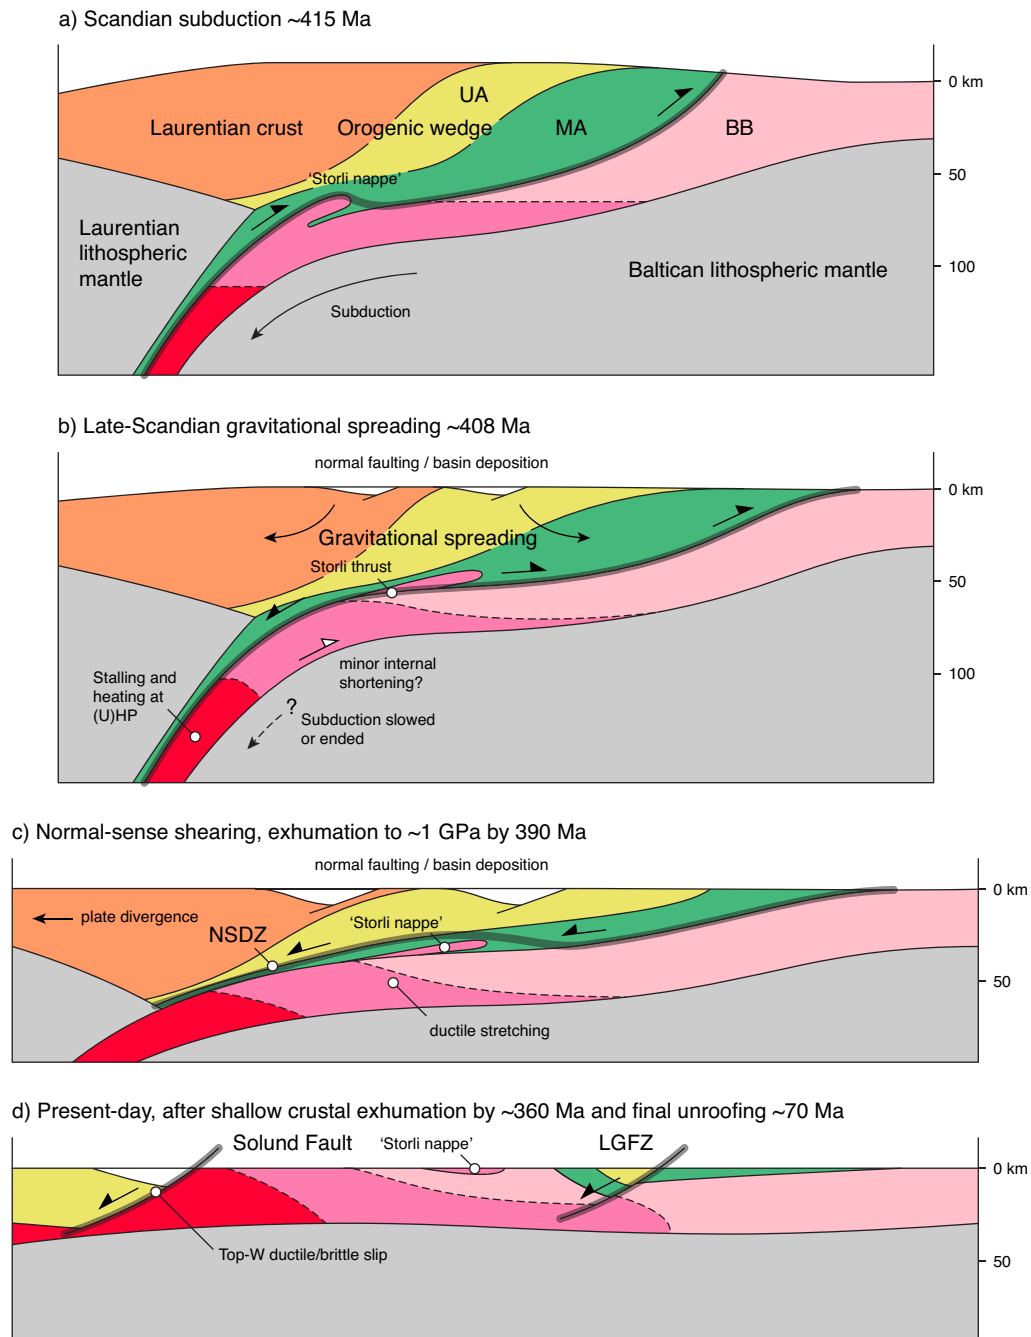 a) Scandian subduction ~415 Ma
UA
0 km
Laurentian crust
Orogenic wedge
MA
BB
'Storli nappe'
50
Laurentian
lithospheric
mantle
Baltican lithospheric mantle
100
Subduction
b) Late-Scandian gravitational spreading ~408 Ma
normal faulting / basin deposition
0 km
Gravitational spreading
Storli thrust
50
minor internal
shortening?
Stalling and
heating at
(U)HP
100
?
Subduction slowed
or ended
c) Normal-sense shearing, exhumation to ~1 GPa by 390 Ma
normal faulting / basin deposition
0 km
plate divergence
'Storli nappe'
NSDZ
50
ductile stretching
d) Present-day, after shallow crustal exhumation by ~360 Ma and final unroofing ~70 Ma
Solund Fault
'Storli nappe'
LGFZ
0 km
Top-W ductile/brittle slip
50